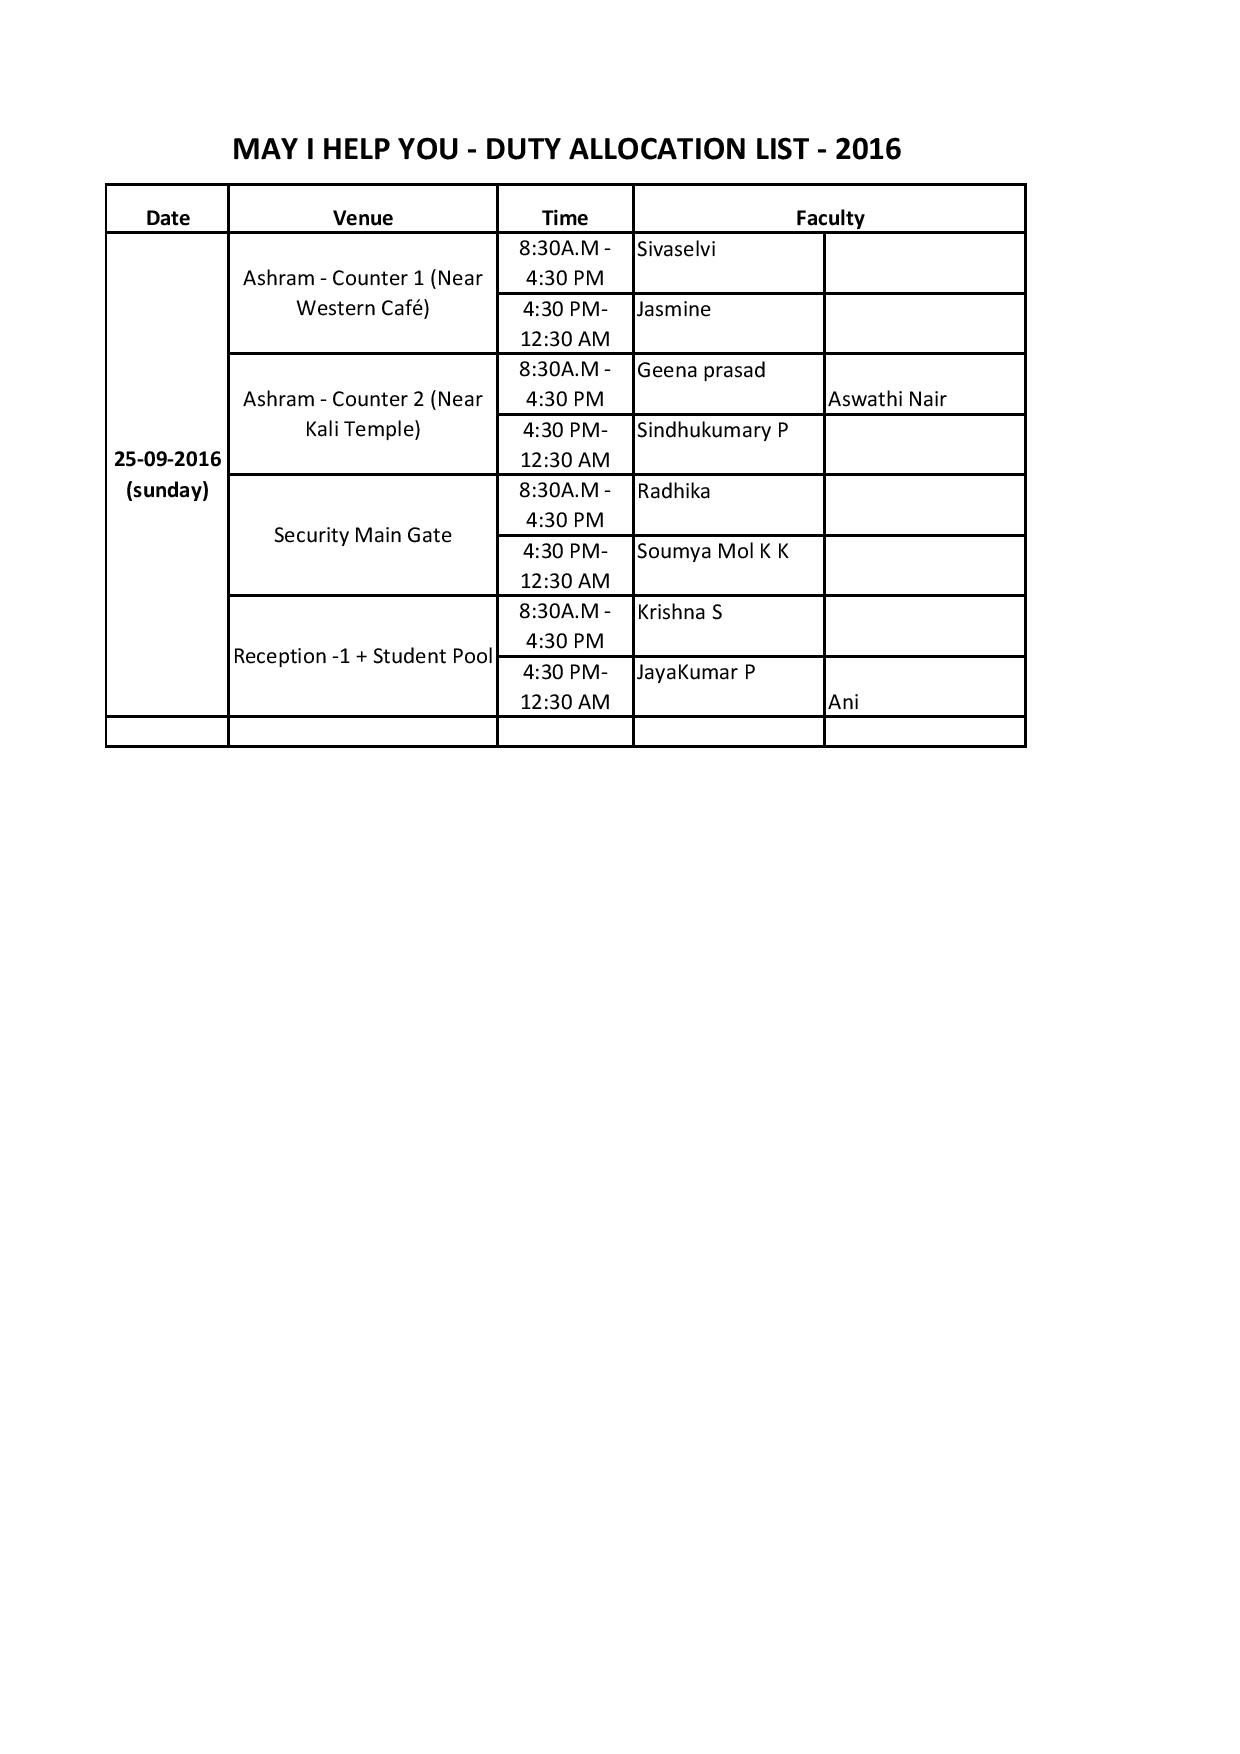 MAY I HELP YOU - DUTY ALLOCATION LIST - 2016
Date Venue Time Faculty
25-09-2016
(sunday)
Ashram - Counter 1 (Near
Western Café)
8:30A.M -
4:30 PM
Sivaselvi
4:30 PM-
12:30 AM
Jasmine
Ashram - Counter 2 (Near
Kali Temple)
8:30A.M -
4:30 PM
Geena prasad
Aswathi Nair
4:30 PM-
12:30 AM
Sindhukumary P
Security Main Gate
8:30A.M -
4:30 PM
Radhika
4:30 PM-
12:30 AM
Soumya Mol K K
Reception -1 + Student Pool
8:30A.M -
4:30 PM
Krishna S
4:30 PM-
12:30 AM
JayaKumar P
Ani